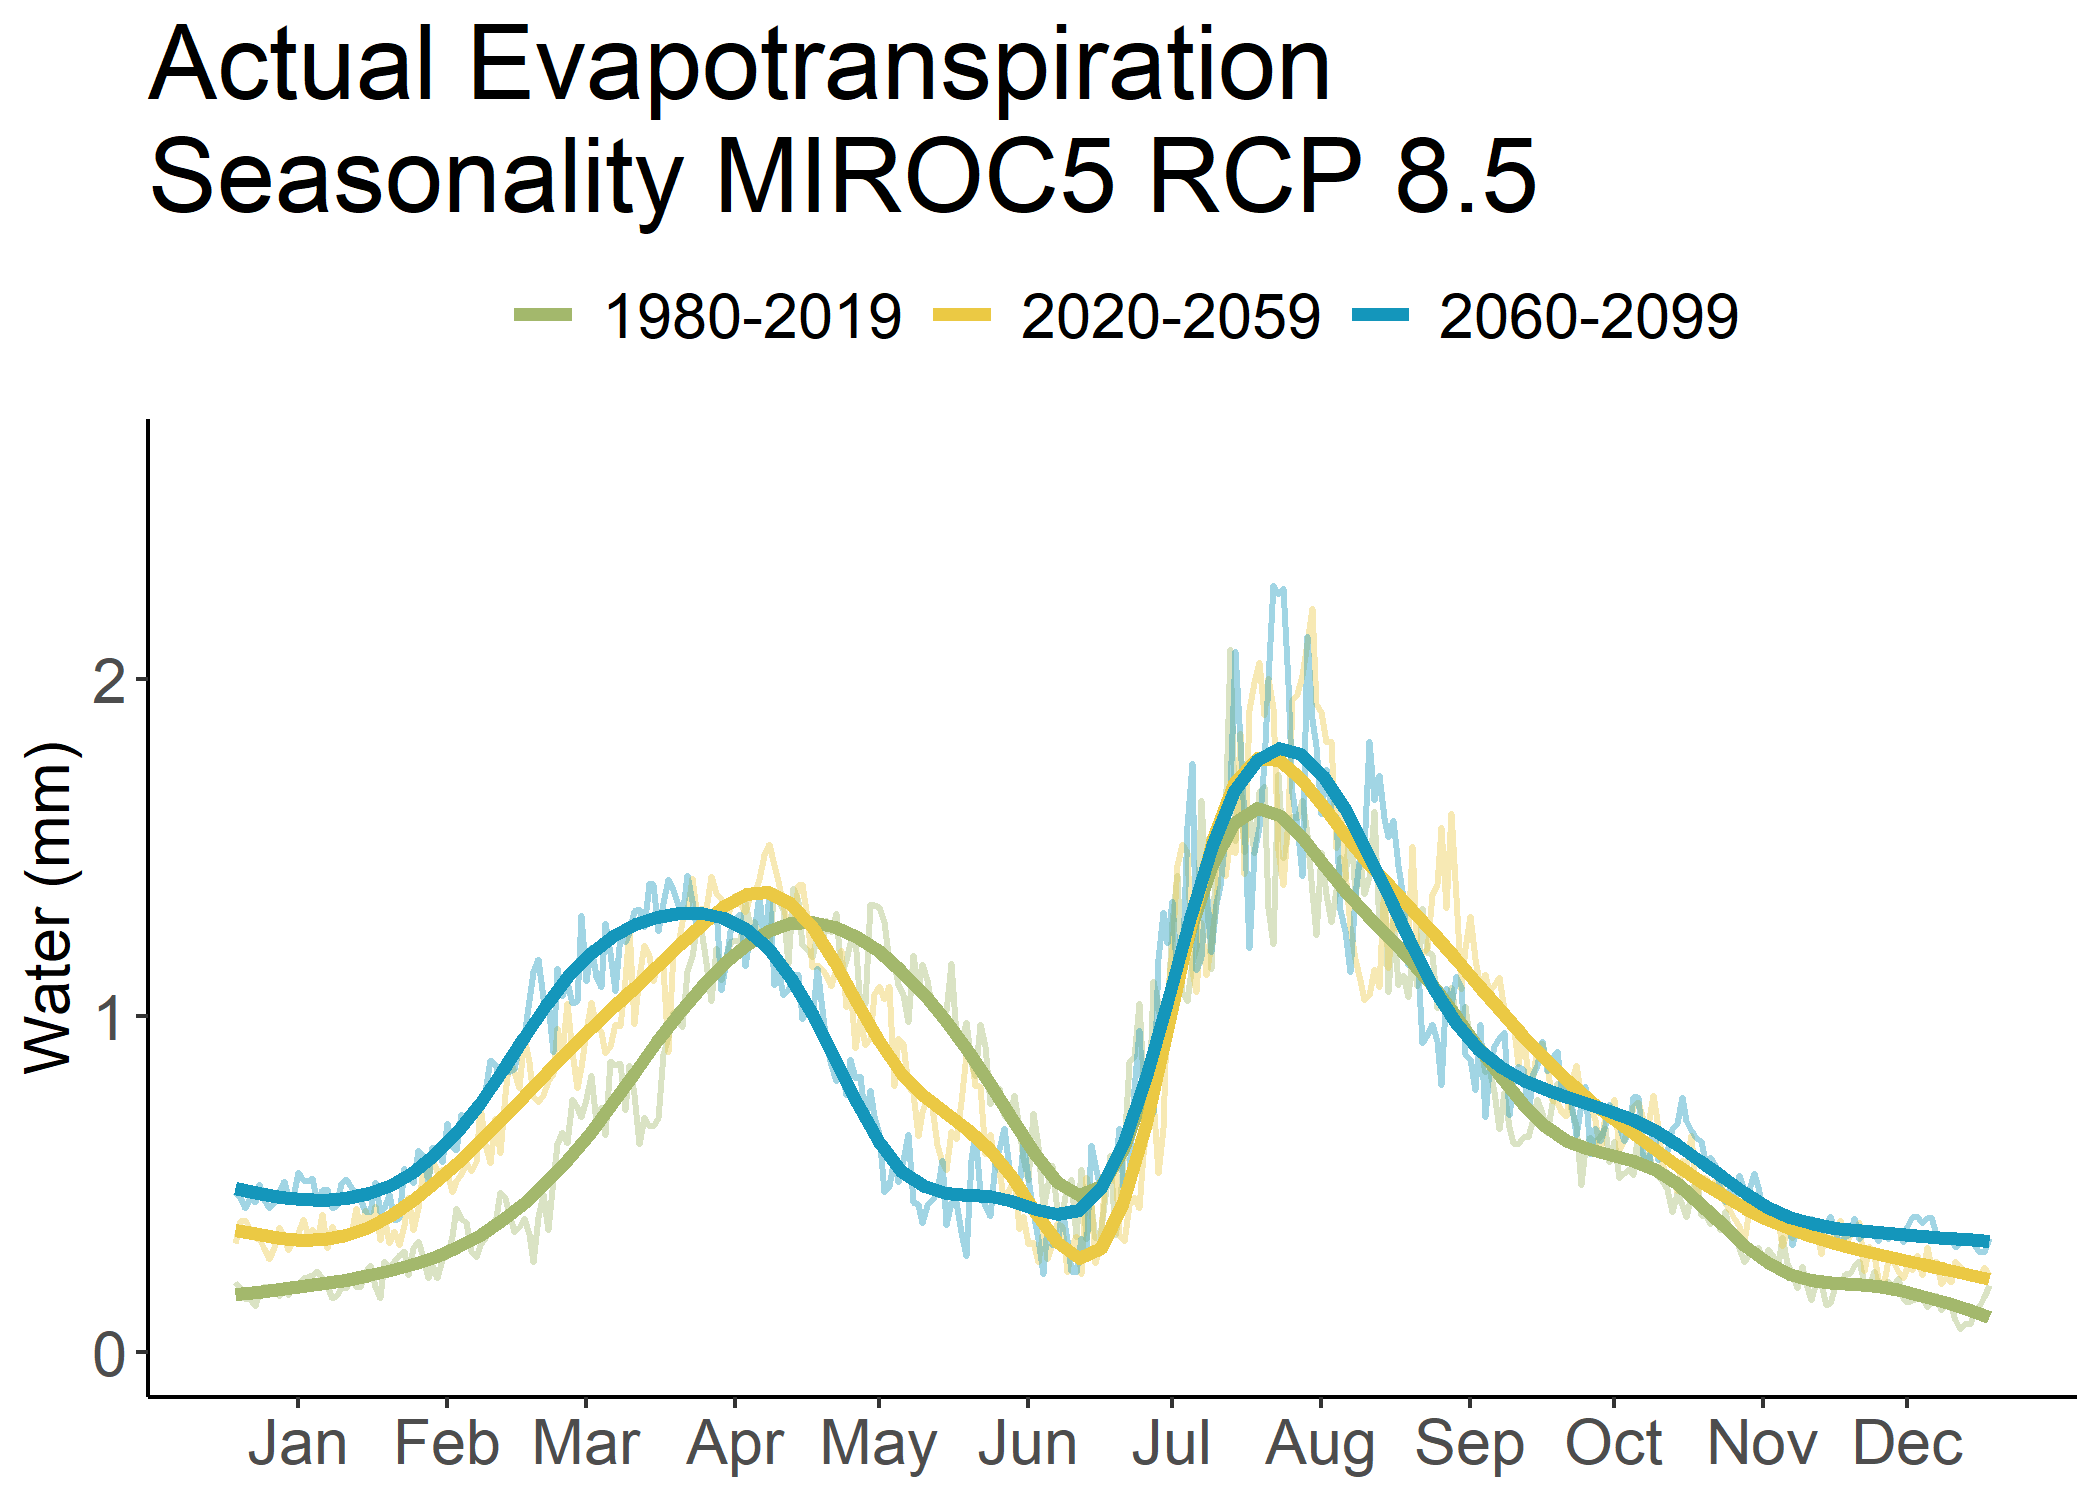 Actual Evapotranspiration
Seasonality MIROC5 RCP 8.5
1980-2019 2020-2059 2060-2099
Water (mm)
2
1
0
Jan Feb Mar Apr May Jun Jul Aug Sep Oct Nov Dec